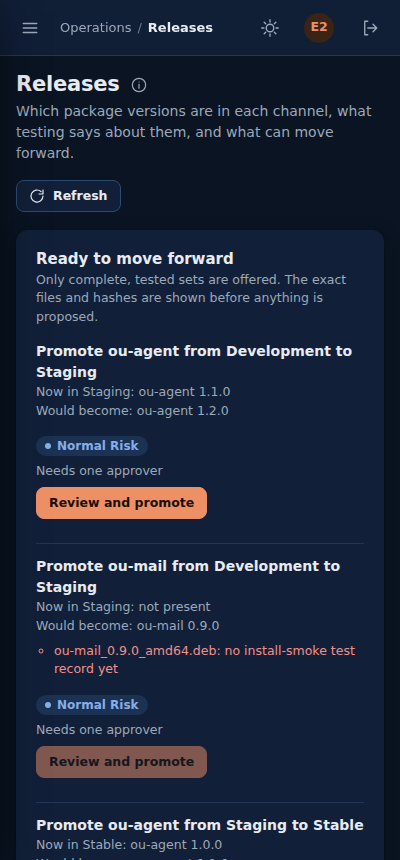 Operations / Releases
E2
Releases
Which package versions are in each channel, what
testing says about them, and what can move
forward.
Refresh
Ready to move forward
Only complete, tested sets are offered. The exact
files and hashes are shown before anything is
proposed.
Promote ou-agent from Development to
Staging
Now in Staging: ou-agent 1.1.0
Would become: ou-agent 1.2.0
Normal Risk
Needs one approver
Review and promote
Promote ou-mail from Development to
Staging
Now in Staging: not present
Would become: ou-mail 0.9.0
ou-mail_0.9.0_amd64.deb: no install-smoke test
record yet
Normal Risk
Needs one approver
Review and promote
Promote ou-agent from Staging to Stable
Now in Stable: ou-agent 1.0.0